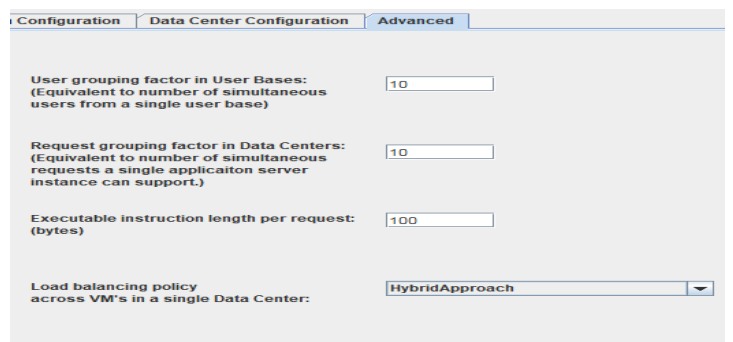 Configuration Data Center Configuration Advanced
User grouping factor in User Bases:
(Equivalent to number of simultaneous
users from a single user base)
10
Request grouping factor in Data Centers:
(Equivalent to number of simultaneous
requests a single applicaiton server
instance can support.)
10
Executable instruction length per request:
(bytes)
100
Load balancing policy
across VM's in a single Data Center:
HybridApproach